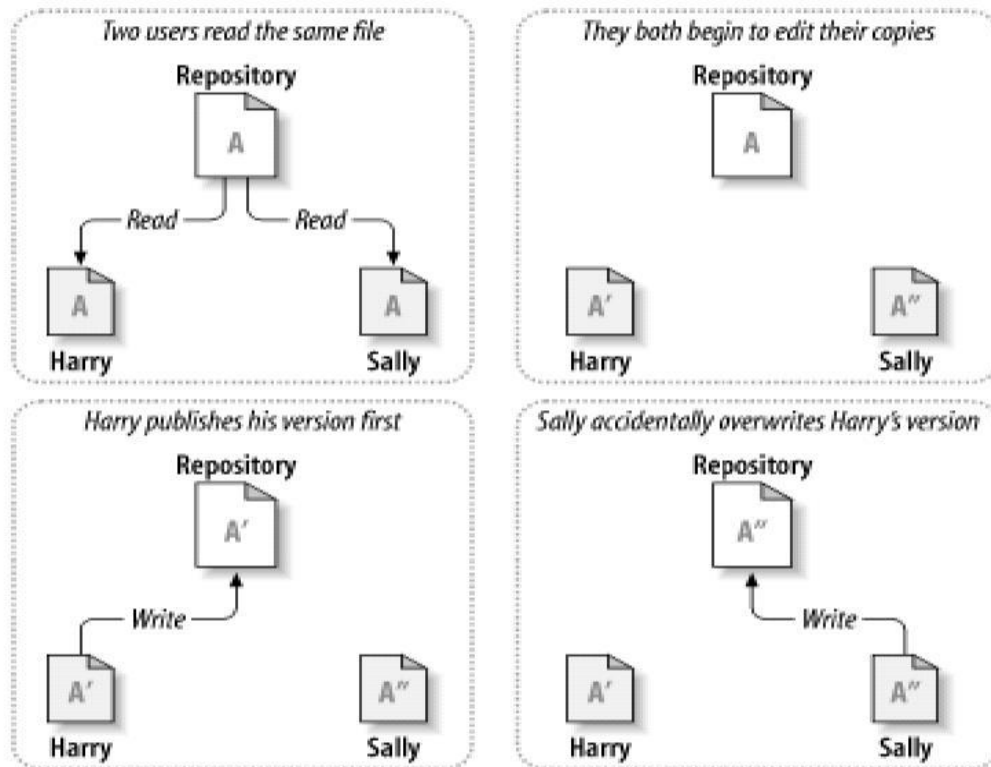 Two users read the same file
Repository
A
Read
Read
A
A
Harry
Sally
They both begin to edit their copies
Repository
A
A′
A″
Harry
Sally
Harry publishes his version first
Repository
A′
Write
A′
A″
Harry
Sally
Sally accidentally overwrites Harry's version
Repository
A″
Write
A′
A″
Harry
Sally